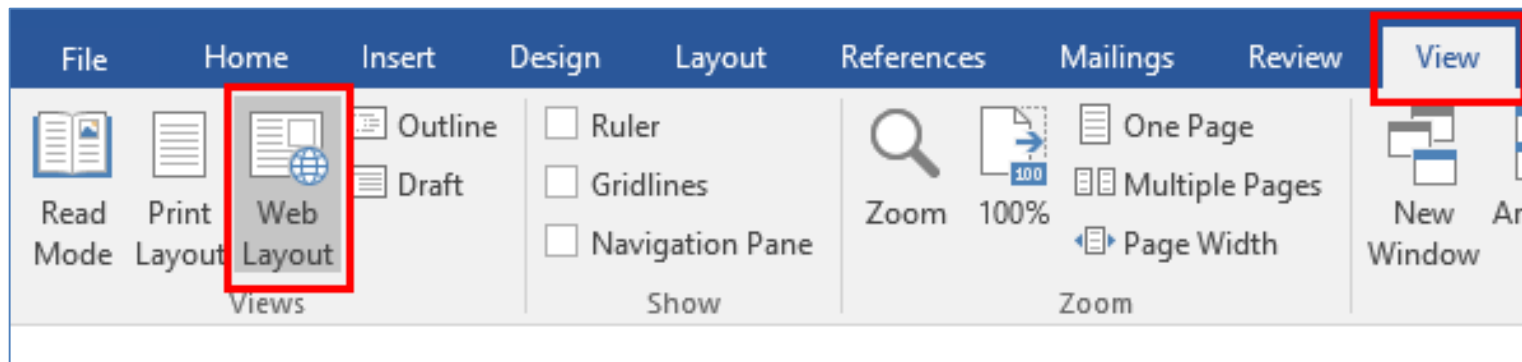 File Home Insert Design Layout References Mailings Review View
Outline Ruler One Page
100
Draft Gridlines Multiple Pages
Read Print Web Zoom 100% New
Mode Layout Layout Navigation Pane Page Width Window
Views Show Zoom